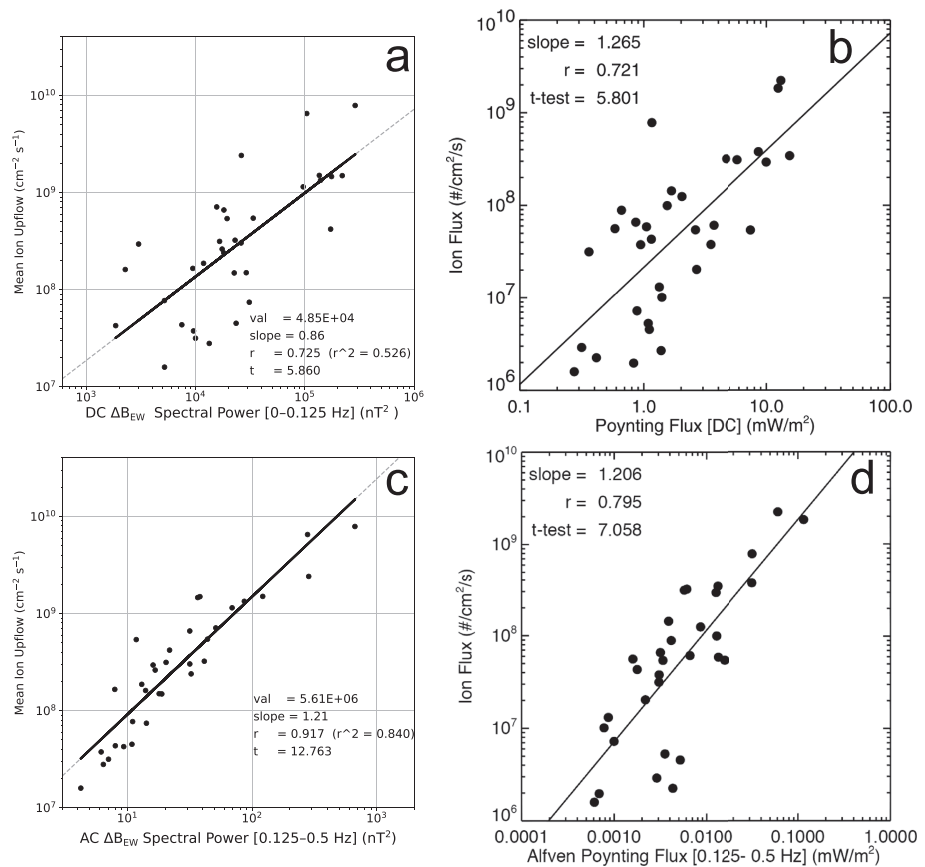 a
10^10
10^9
10^8
10^7
Mean Ion Upflow (cm^−2 s^−1)
val = 4.85E+04
slope = 0.86
r = 0.725 (r^2 = 0.526)
t = 5.860
10^3 10^4 10^5 10^6
DC ΔB_EW Spectral Power [0–0.125 Hz] (nT^2 )
b
slope = 1.265
r = 0.721
t-test = 5.801
10^10
10^9
10^8
10^7
10^6
Ion Flux (#/cm^2/s)
0.1 1.0 10.0 100.0
Poynting Flux [DC] (mW/m^2)
c
10^10
10^9
10^8
10^7
Mean Ion Upflow (cm^−2 s^−1)
val = 5.61E+06
slope = 1.21
r = 0.917 (r^2 = 0.840)
t = 12.763
10^1 10^2 10^3
AC ΔB_EW Spectral Power [0.125–0.5 Hz] (nT^2)
d
slope = 1.206
r = 0.795
t-test = 7.058
10^10
10^9
10^8
10^7
10^6
Ion Flux (#/cm^2/s)
0.0001 0.0010 0.0100 0.1000 1.0000
Alfven Poynting Flux [0.125- 0.5 Hz] (mW/m^2)